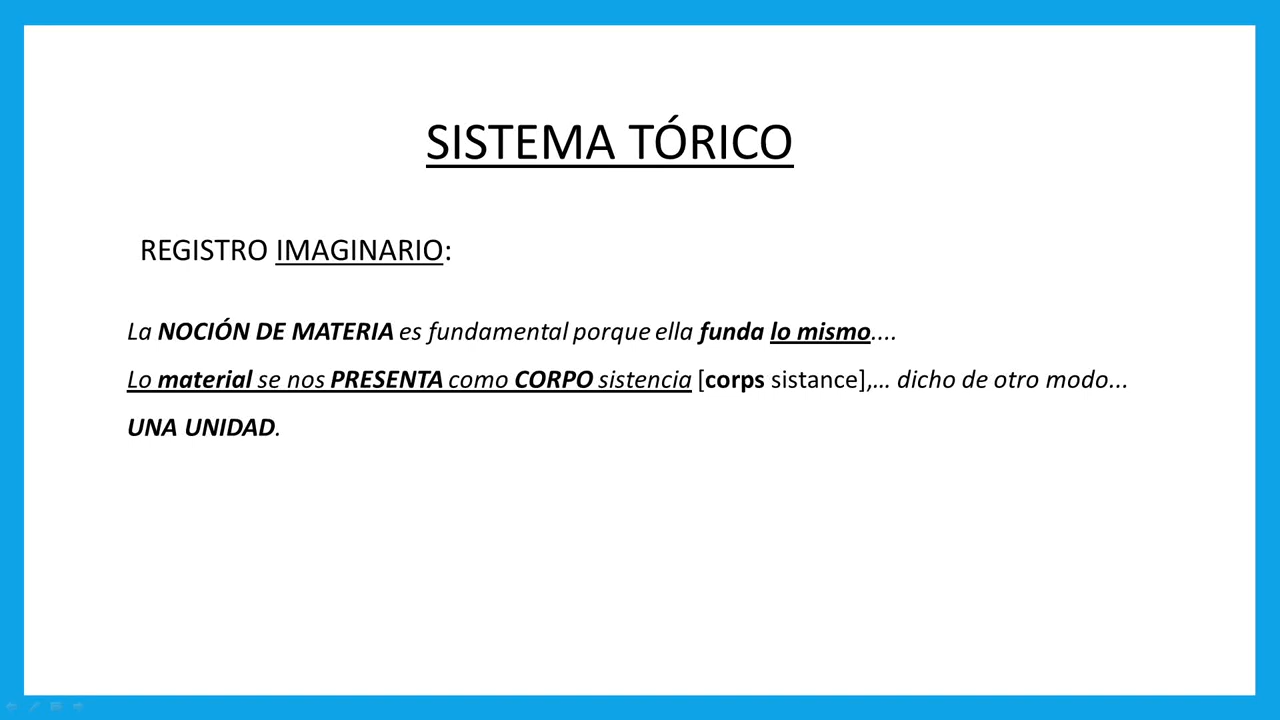 SISTEMA TÓRICO
REGISTRO IMAGINARIO:
La NOCIÓN DE MATERIA es fundamental porque ella funda lo mismo....
Lo material se nos PRESENTA como CORPO sistencia [corps sistance],... dicho de otro modo...
UNA UNIDAD.